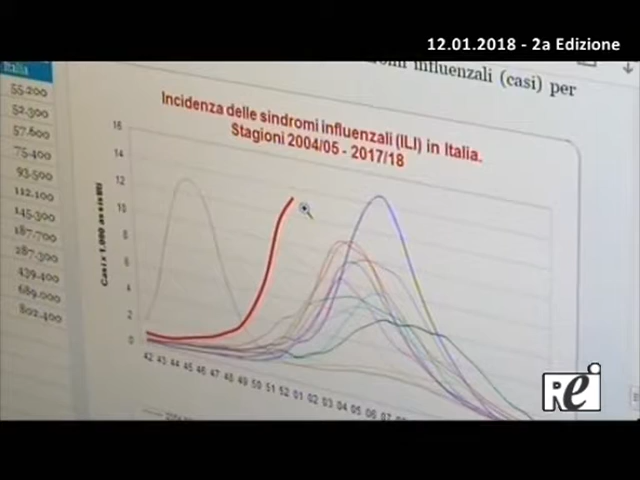 12.01.2018 - 2a Edizione
influenzali (casi) per
Italia
55.200
52.300
57.600
75.400
93.500
112.100
145.300
187.700
287.300
439.400
689.000
802.400
Incidenza delle sindromi influenzali (ILI) in Italia.
Stagioni 2004/05 - 2017/18
Casi x 1.000 assistiti
16
14
12
10
8
6
4
2
0
42 43 44 45 46 47 48 49 50 51 52 01 02 03 04 05 06 07
Rei